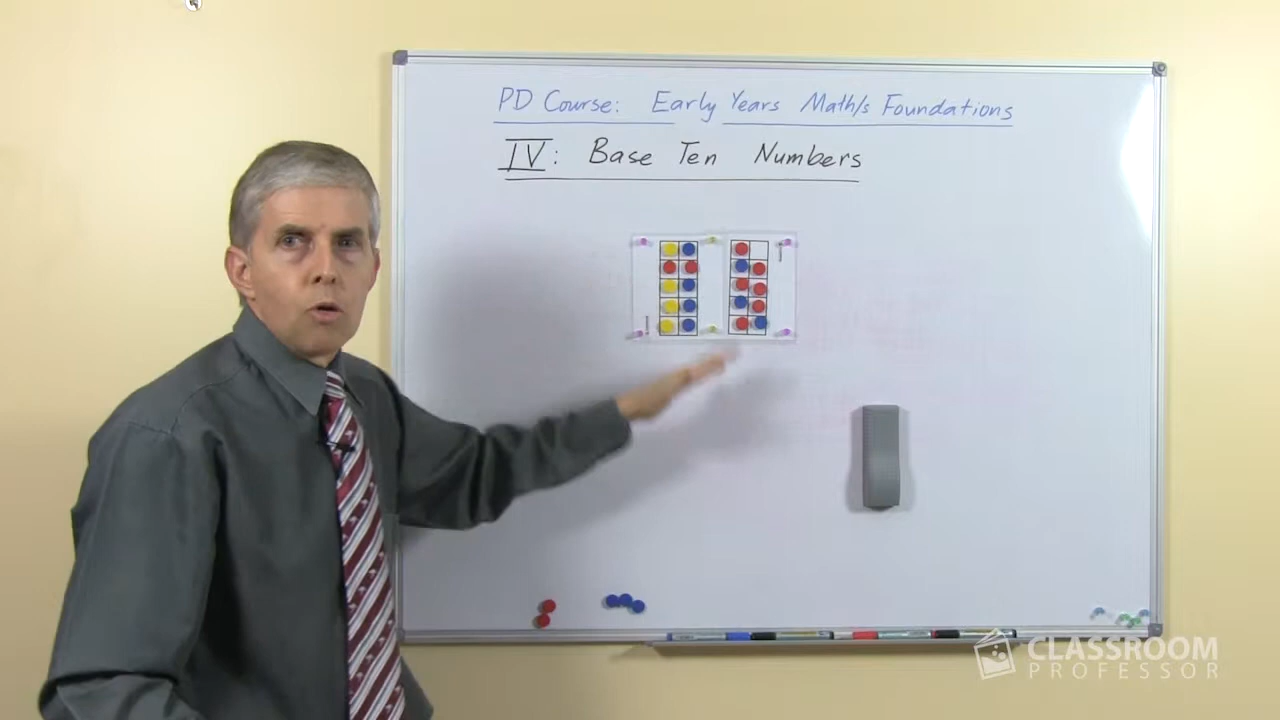 PD Course: Early Years Math/s Foundations
IV: Base Ten Numbers
CLASSROOM
PROFESSOR